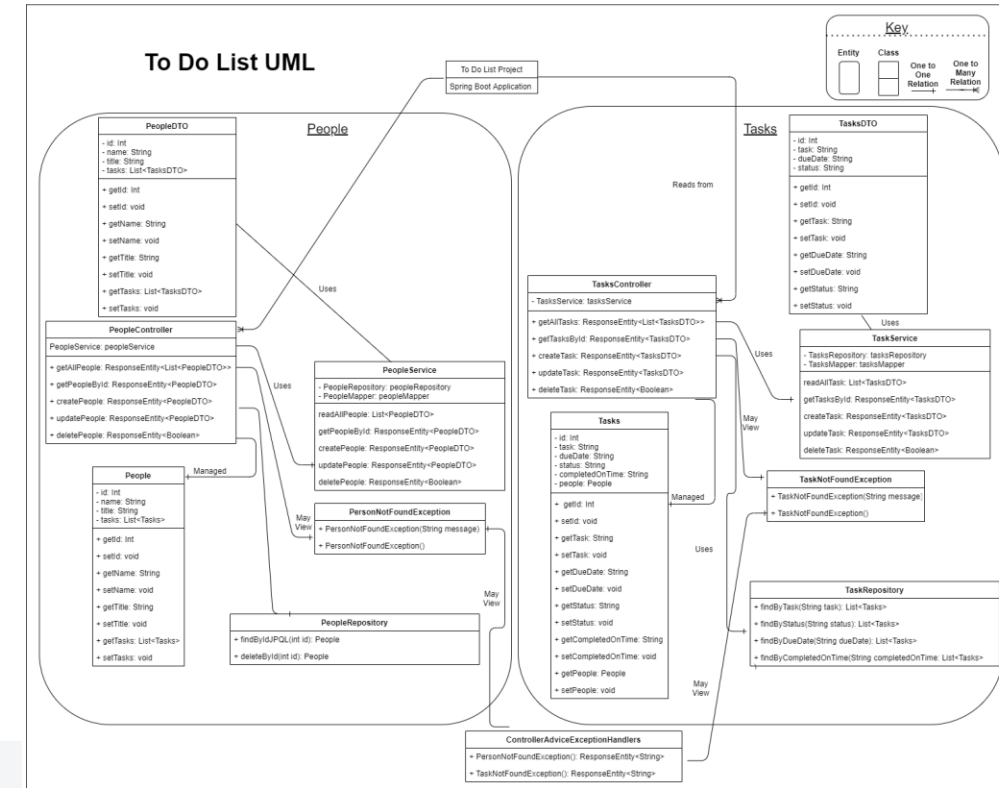 To Do List UML
Key
Entity
Class
One to
One
Relation
One to
Many
Relation
To Do List Project
Spring Boot Application
People
PeopleDTO
- id: Int
- name: String
- title: String
- tasks: List<TasksDTO>
+ getId: Int
+ setId: void
+ getName: String
+ setName: void
+ getTitle: String
+ setTitle: void
+ getTasks: List<TasksDTO>
+ setTasks: void
Uses
PeopleController
PeopleService: peopleService
+ getAllPeople: ResponseEntity<List<PeopleDTO>>
+ getPeopleById: ResponseEntity<PeopleDTO>
+ createPeople: ResponseEntity<PeopleDTO>
+ updatePeople: ResponseEntity<PeopleDTO>
+ deletePeople: ResponseEntity<Boolean>
Uses
PeopleService
- PeopleRepository: peopleRepository
- PeopleMapper: peopleMapper
readAllPeople: List<PeopleDTO>
getPeopleById: ResponseEntity<PeopleDTO>
createPeople: ResponseEntity<PeopleDTO>
updatePeople: ResponseEntity<PeopleDTO>
deletePeople: ResponseEntity<Boolean>
Managed
People
- id: Int
- name: String
- title: String
- tasks: List<Tasks>
+ getId: Int
+ setId: void
+ getName: String
+ setName: void
+ getTitle: String
+ setTitle: void
+ getTasks: List<Tasks>
+ setTasks: void
May
View
PersonNotFoundException
+ PersonNotFoundException(String message)
+ PersonNotFoundException()
May
View
PeopleRepository
+ findByIdJPQL(int id): People
+ deleteById(int id): People
Tasks
TasksDTO
- id: Int
- task: String
- dueDate: String
- status: String
+ getId: Int
+ setId: void
+ getTask: String
+ setTask: void
+ getDueDate: String
+ setDueDate: void
+ getStatus: String
+ setStatus: void
Reads from
Uses
TasksController
- TasksService: tasksService
+ getAllTasks: ResponseEntity<List<TasksDTO>>
+ getTasksById: ResponseEntity<TasksDTO>
+ createTask: ResponseEntity<TasksDTO>
+ updateTask: ResponseEntity<TasksDTO>
+ deleteTask: ResponseEntity<Boolean>
Uses
TaskService
- TasksRepository: tasksRepository
- TasksMapper: tasksMapper
readAllTask: List<TasksDTO>
getTasksById: ResponseEntity<TasksDTO>
createTask: ResponseEntity<TasksDTO>
updateTask: ResponseEntity<TasksDTO>
deleteTask: ResponseEntity<Boolean>
Tasks
- id: Int
- task: String
- dueDate: String
- status: String
- completedOnTime: String
- people: People
+ getId: Int
+ setId: void
+ getTask: String
+ setTask: void
+ getDueDate: String
+ setDueDate: void
+ getStatus: String
+ setStatus: void
+ getCompletedOnTime: String
+ setCompletedOnTime: void
+ getPeople: People
+ setPeople: void
Managed
May
View
TaskNotFoundException
+ TaskNotFoundException(String message)
+ TaskNotFoundException()
Uses
TaskRepository
+ findByTask(String task): List<Tasks>
+ findByStatus(String status): List<Tasks>
+ findByDueDate(String dueDate): List<Tasks>
+ findByCompletedOnTime(String completedOnTime: List<Tasks>
May
View
ControllerAdviceExceptionHandlers
+ PersonNotFoundException(): ResponseEntity<String>
+ TaskNotFoundException(): ResponseEntity<String>